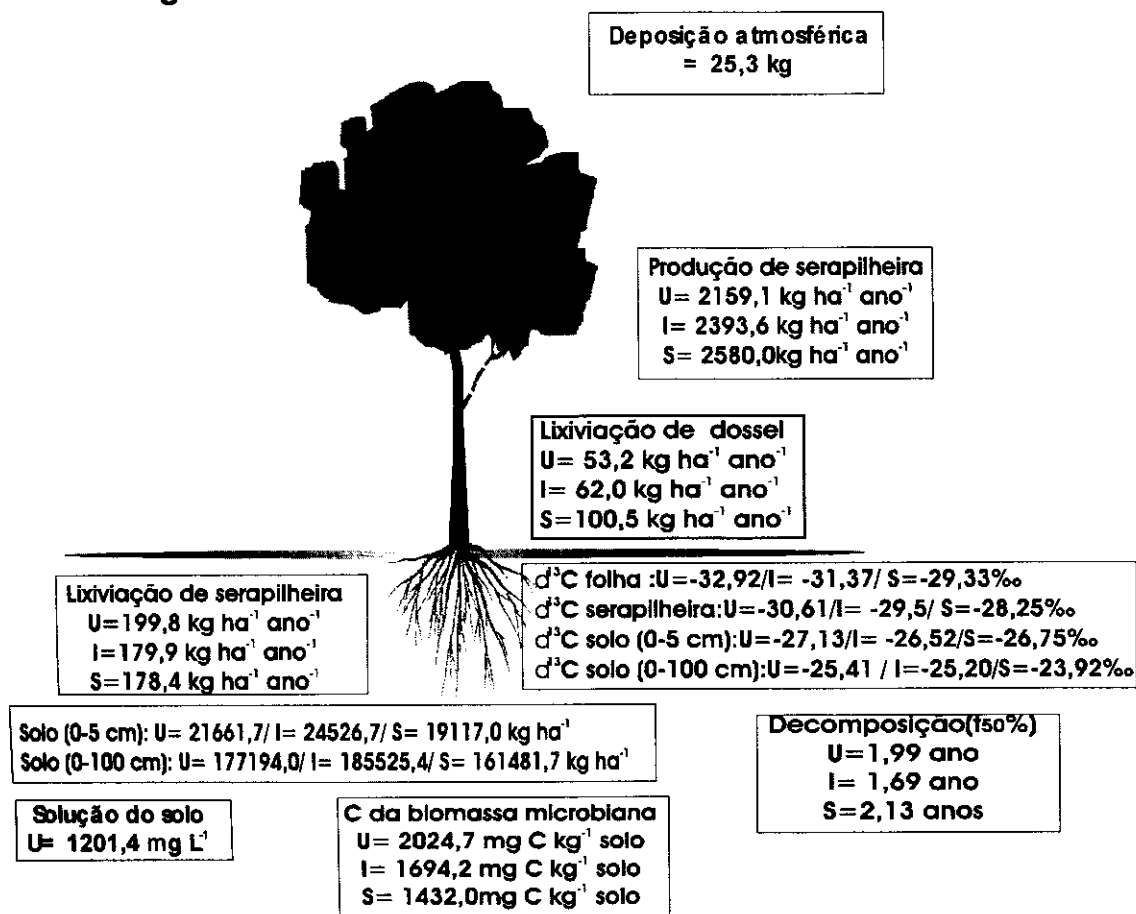 g
Deposição atmosférica
= 25,3 kg
Produção de serapilheira
U= 2159,1 kg ha⁻¹ ano⁻¹
I= 2393,6 kg ha⁻¹ ano⁻¹
S= 2580,0kg ha⁻¹ ano⁻¹
Lixiviação de dossel
U= 53,2 kg ha⁻¹ ano⁻¹
I= 62,0 kg ha⁻¹ ano⁻¹
S=100,5 kg ha⁻¹ ano⁻¹
Lixiviação de serapilheira
U=199,8 kg ha⁻¹ ano⁻¹
I=179,9 kg ha⁻¹ ano⁻¹
S=178,4 kg ha⁻¹ ano⁻¹
d¹³C folha :U=-32,92/I= -31,37/ S=-29,33‰
d¹³C serapilheira:U=-30,61/I= -29,5/ S=-28,25‰
d¹³C solo (0-5 cm):U=-27,13/I= -26,52/S=-26,75‰
d¹³C solo (0-100 cm):U=-25,41 / I=-25,20/S=-23,92‰
Solo (0-5 cm): U= 21661,7/ I= 24526,7/ S= 19117,0 kg ha⁻¹
Solo (0-100 cm): U= 177194,0/ I= 185525,4/ S= 161481,7 kg ha⁻¹
Decomposição(T50%)
U=1,99 ano
I= 1,69 ano
S=2,13 anos
Solução do solo
U= 1201,4 mg L⁻¹
C da biomassa microbiana
U= 2024,7 mg C kg⁻¹ solo
I= 1694,2 mg C kg⁻¹ solo
S= 1432,0mg C kg⁻¹ solo